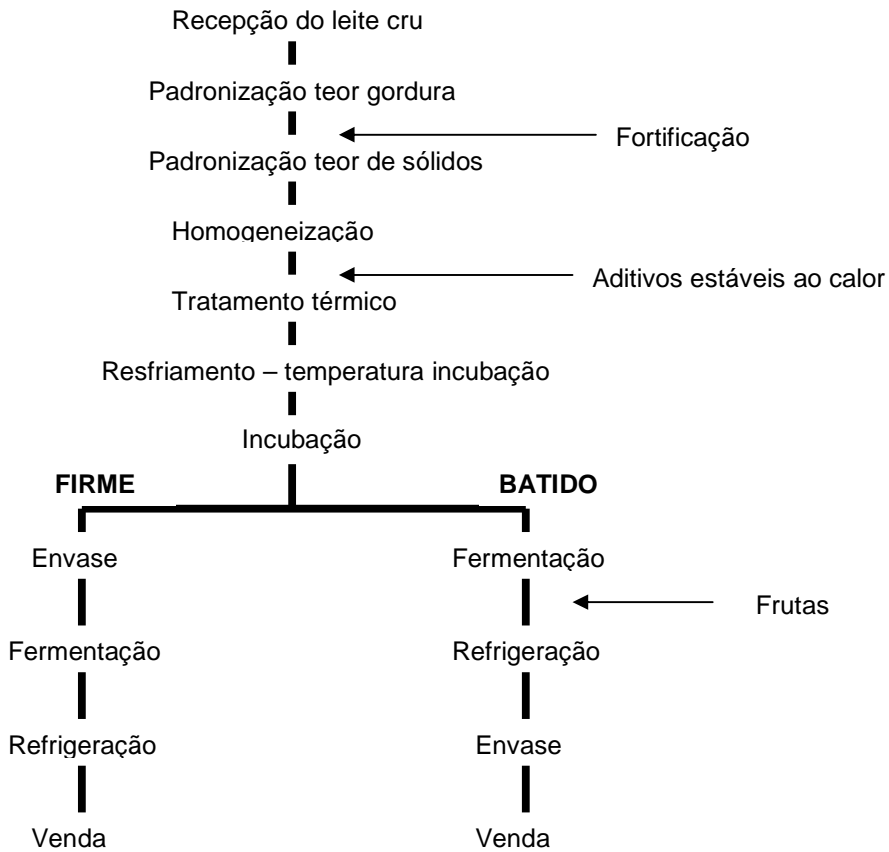 Recepção do leite cru
Padronização teor gordura
Fortificação
Padronização teor de sólidos
Homogeneização
Aditivos estáveis ao calor
Tratamento térmico
Resfriamento – temperatura incubação
Incubação
FIRME BATIDO
Envase Fermentação
Frutas
Fermentação Refrigeração
Refrigeração Envase
Venda Venda